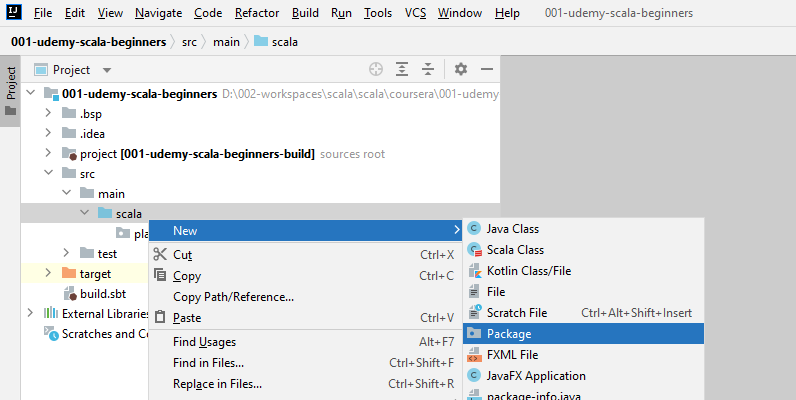 IJ File Edit View Navigate Code Refactor Build Run Tools VCS Window Help 001-udemy-scala-beginners
001-udemy-scala-beginners src main scala
Project
Project
001-udemy-scala-beginners D:\002-workspaces\scala\scala\coursera\001-udemy
.bsp
.idea
project [001-udemy-scala-beginners-build] sources root
src
main
scala
pla
test
target
build.sbt
External Libraries
Scratches and Co
New
Cut Ctrl+X
Copy Ctrl+C
Copy Path/Reference...
Paste Ctrl+V
Find Usages Alt+F7
Find in Files... Ctrl+Shift+F
Replace in Files... Ctrl+Shift+R
Java Class
Scala Class
Kotlin Class/File
File
Scratch File Ctrl+Alt+Shift+Insert
Package
FXML File
JavaFX Application
package-info.java